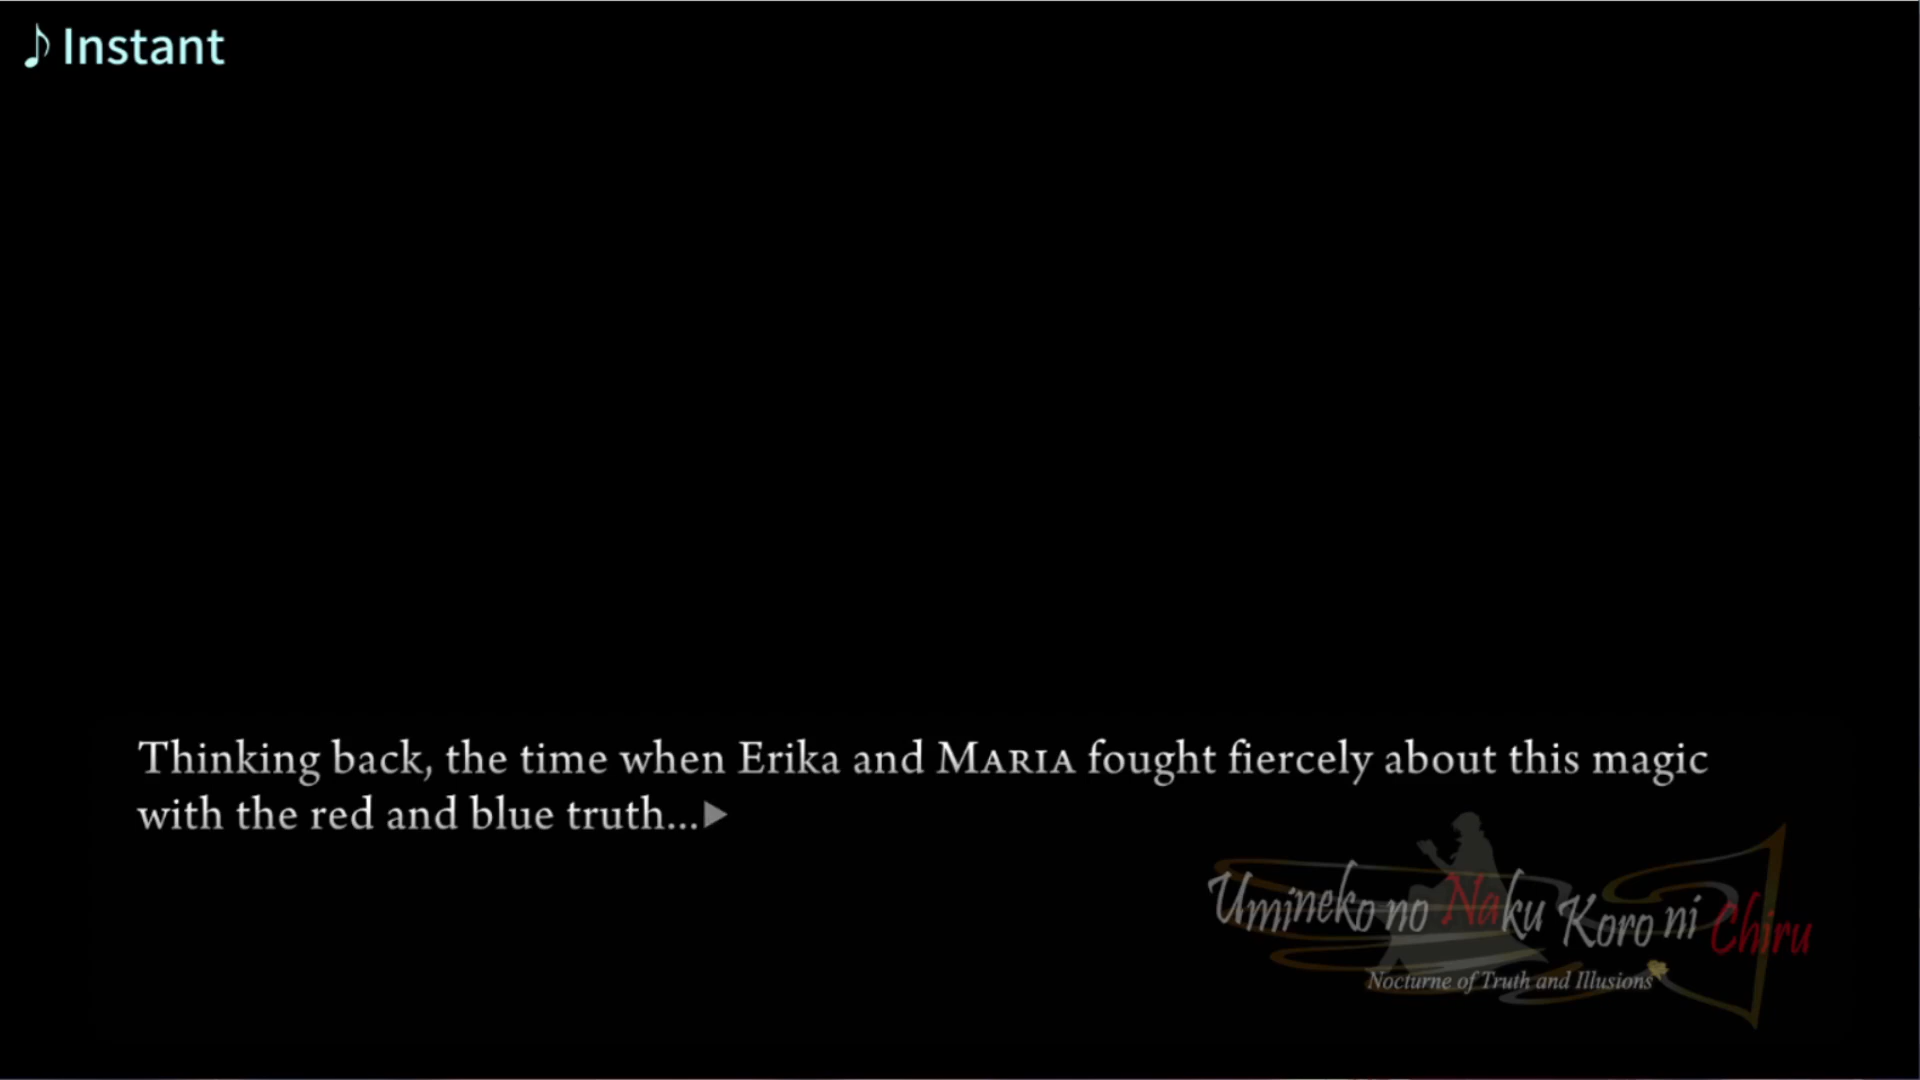 ♪ Instant
Thinking back, the time when Erika and MARIA fought fiercely about this magic
with the red and blue truth...
Umineko no Naku Koro ni Chiru
Nocturne of Truth and Illusions